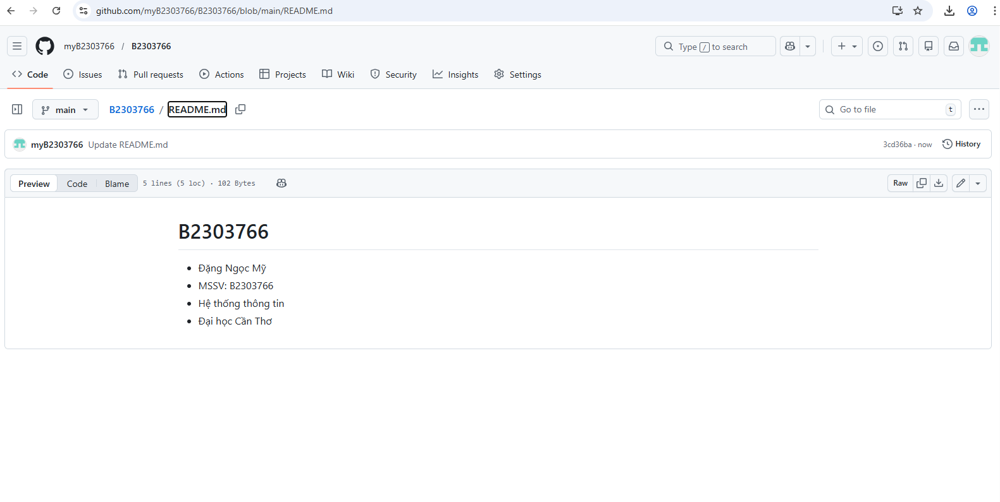 github.com/myB2303766/B2303766/blob/main/README.md
myB2303766 / B2303766
Type / to search
Code Issues Pull requests Actions Projects Wiki Security Insights Settings
main B2303766 / README.md Go to file t
myB2303766 Update README.md 3cd36ba · now History
Preview Code Blame 5 lines (5 loc) · 102 Bytes Raw
B2303766
• Đặng Ngọc Mỹ
• MSSV: B2303766
• Hệ thống thông tin
• Đại học Cần Thơ